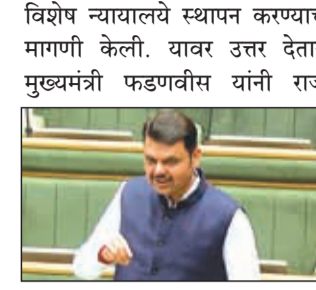 विशेष न्यायालये स्थापन करण्याच
मागणी केली. यावर उत्तर देता
मुख्यमंत्री फडणवीस यांनी राज